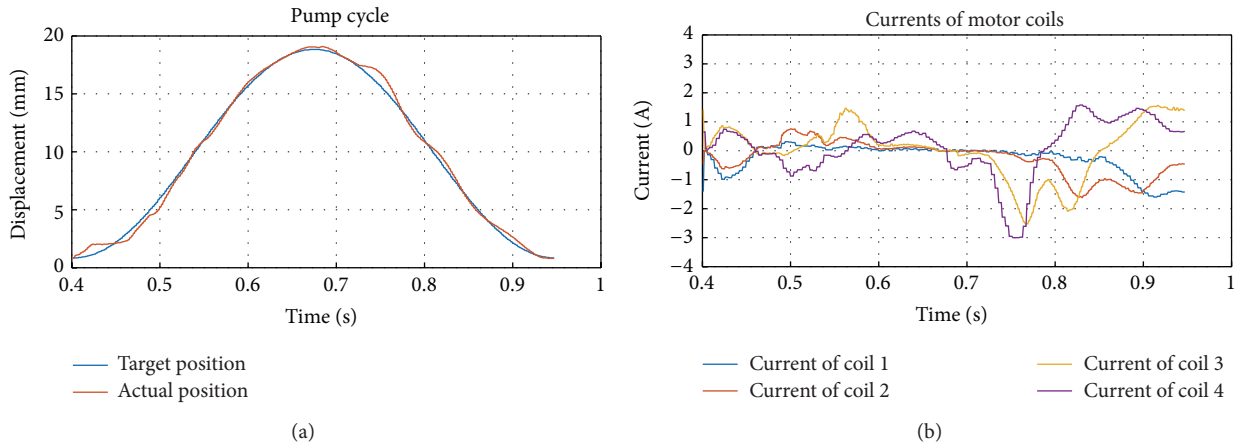 Pump cycle
20
15
10
5
0
0.4 0.5 0.6 0.7 0.8 0.9 1
Displacement (mm)
Time (s)
Target position
Actual position
(a)
Currents of motor coils
4
3
2
1
0
−1
−2
−3
−4
0.4 0.5 0.6 0.7 0.8 0.9 1
Current (A)
Time (s)
Current of coil 1
Current of coil 2
Current of coil 3
Current of coil 4
(b)